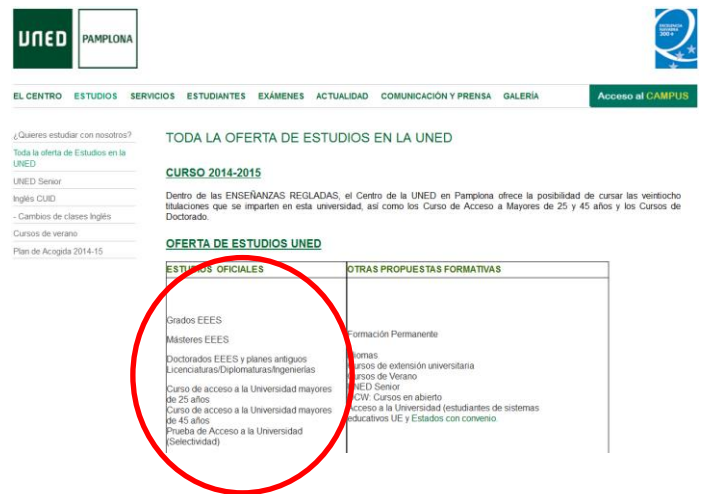 UNED
PAMPLONA
EL CENTRO ESTUDIOS SERVICIOS ESTUDIANTES EXÁMENES ACTUALIDAD COMUNICACIÓN Y PRENSA GALERÍA Acceso al CAMPUS
¿Quieres estudiar con nosotros?
Toda la oferta de Estudios en la
UNED
UNED Senior
Inglés CUID
- Cambios de clases Inglés
Cursos de verano
Plan de Acogida 2014-15
TODA LA OFERTA DE ESTUDIOS EN LA UNED
CURSO 2014-2015
Dentro de las ENSEÑANZAS REGLADAS, el Centro de la UNED en Pamplona ofrece la posibilidad de cursar las veintiocho
titulaciones que se imparten en esta universidad, así como los Curso de Acceso a Mayores de 25 y 45 años y los Cursos de
Doctorado.
OFERTA DE ESTUDIOS UNED
ESTUDIOS OFICIALES
Grados EEES
Másteres EEES
Doctorados EEES y planes antiguos
Licenciaturas/Diplomaturas/Ingenierías
Curso de acceso a la Universidad mayores
de 25 años
Curso de acceso a la Universidad mayores
de 45 años
Prueba de Acceso a la Universidad
(Selectividad)
OTRAS PROPUESTAS FORMATIVAS
Formación Permanente
Idiomas
Cursos de extensión universitaria
Cursos de Verano
UNED Senior
OCW: Cursos en abierto
Acceso a la Universidad (estudiantes de sistemas
educativos UE y Estados con convenio.